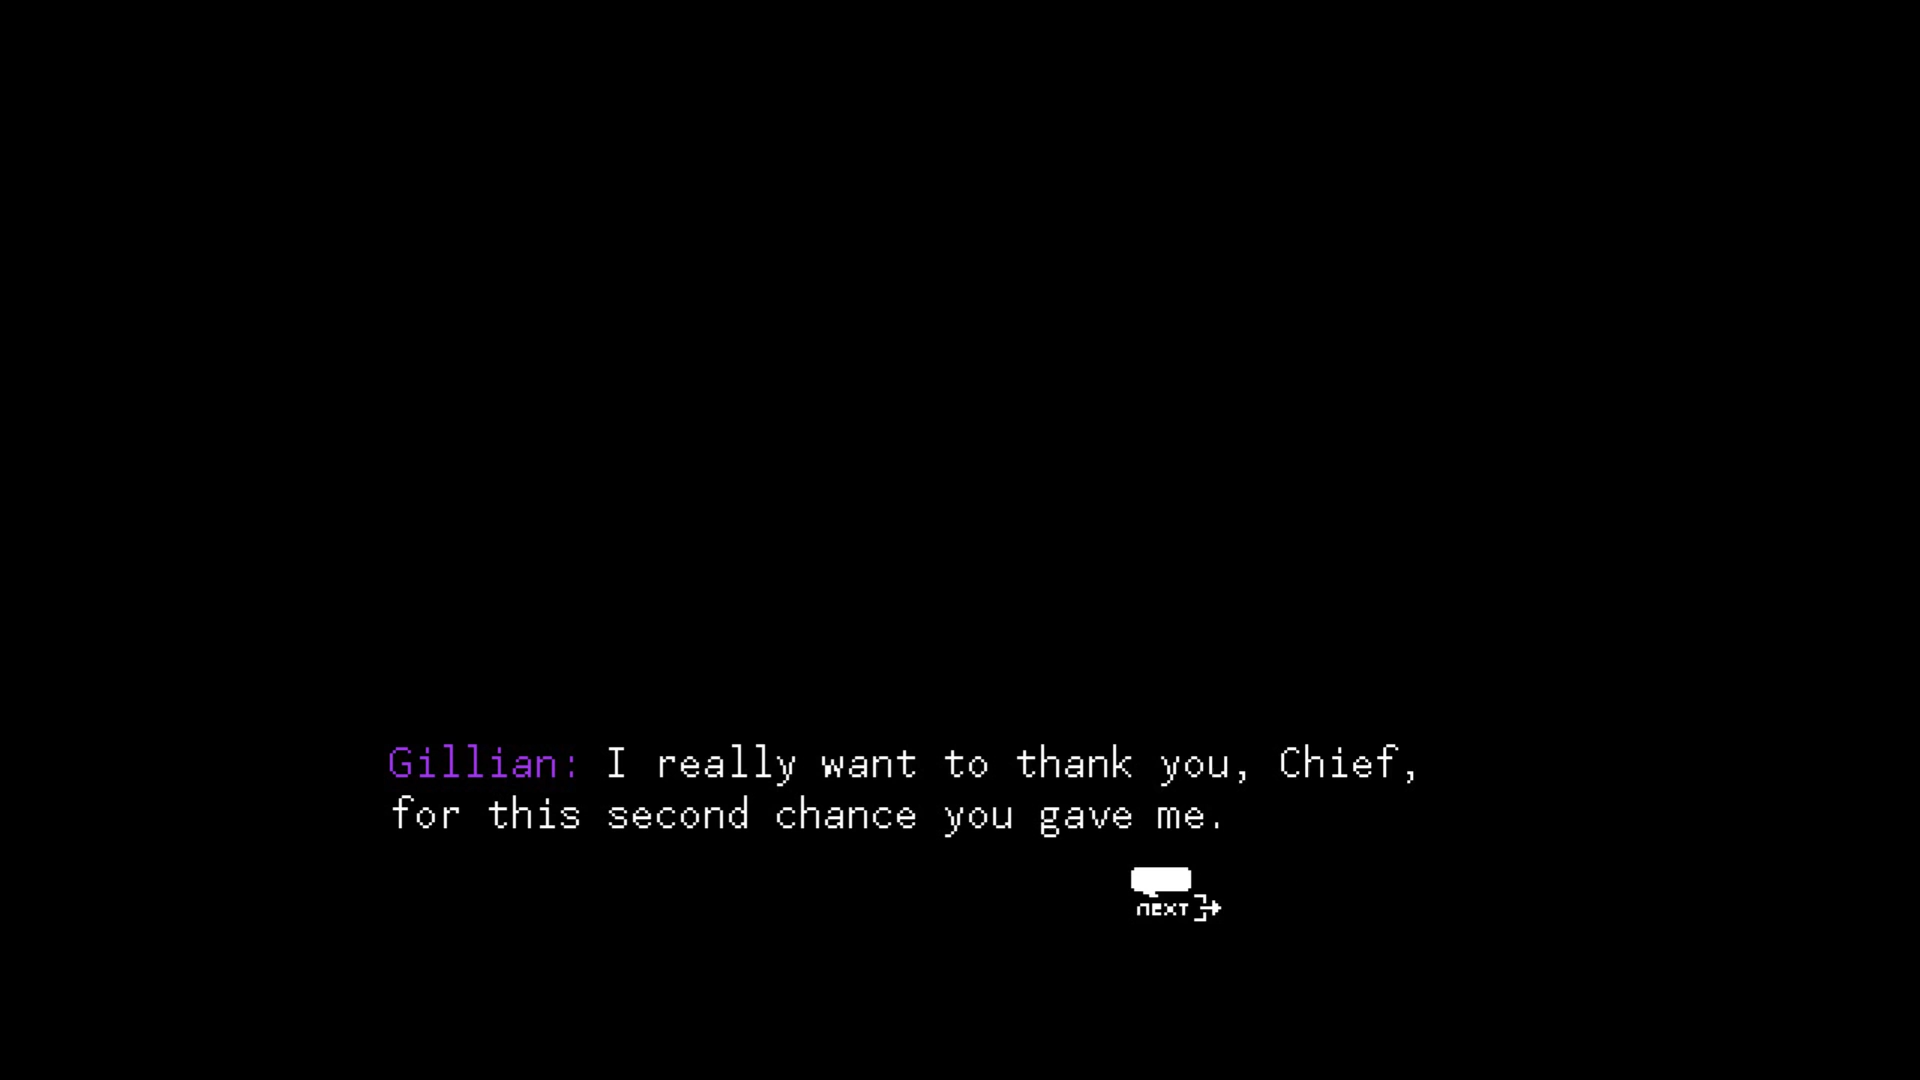 Gillian: I really want to thank you, Chief,
for this second chance you gave me.
NEXT